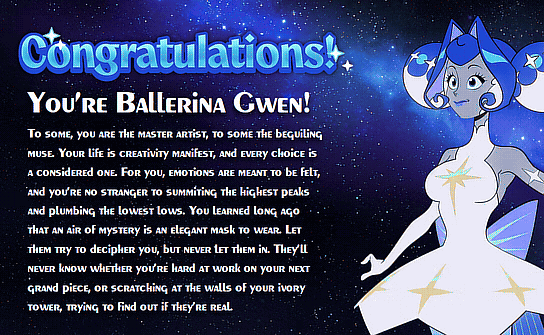 Congratulations!
You're Ballerina Gwen!
To some, you are the master artist, to some the beguiling
muse. Your life is creativity manifest, and every choice is
a considered one. For you, emotions are meant to be felt,
and you're no stranger to summiting the highest peaks
and plumbing the lowest lows. You learned long ago
that an air of mystery is an elegant mask to wear. Let
them try to decipher you, but never let them in. They'll
never know whether you're hard at work on your next
grand piece, or scratching at the walls of your ivory
tower, trying to find out if they're real.